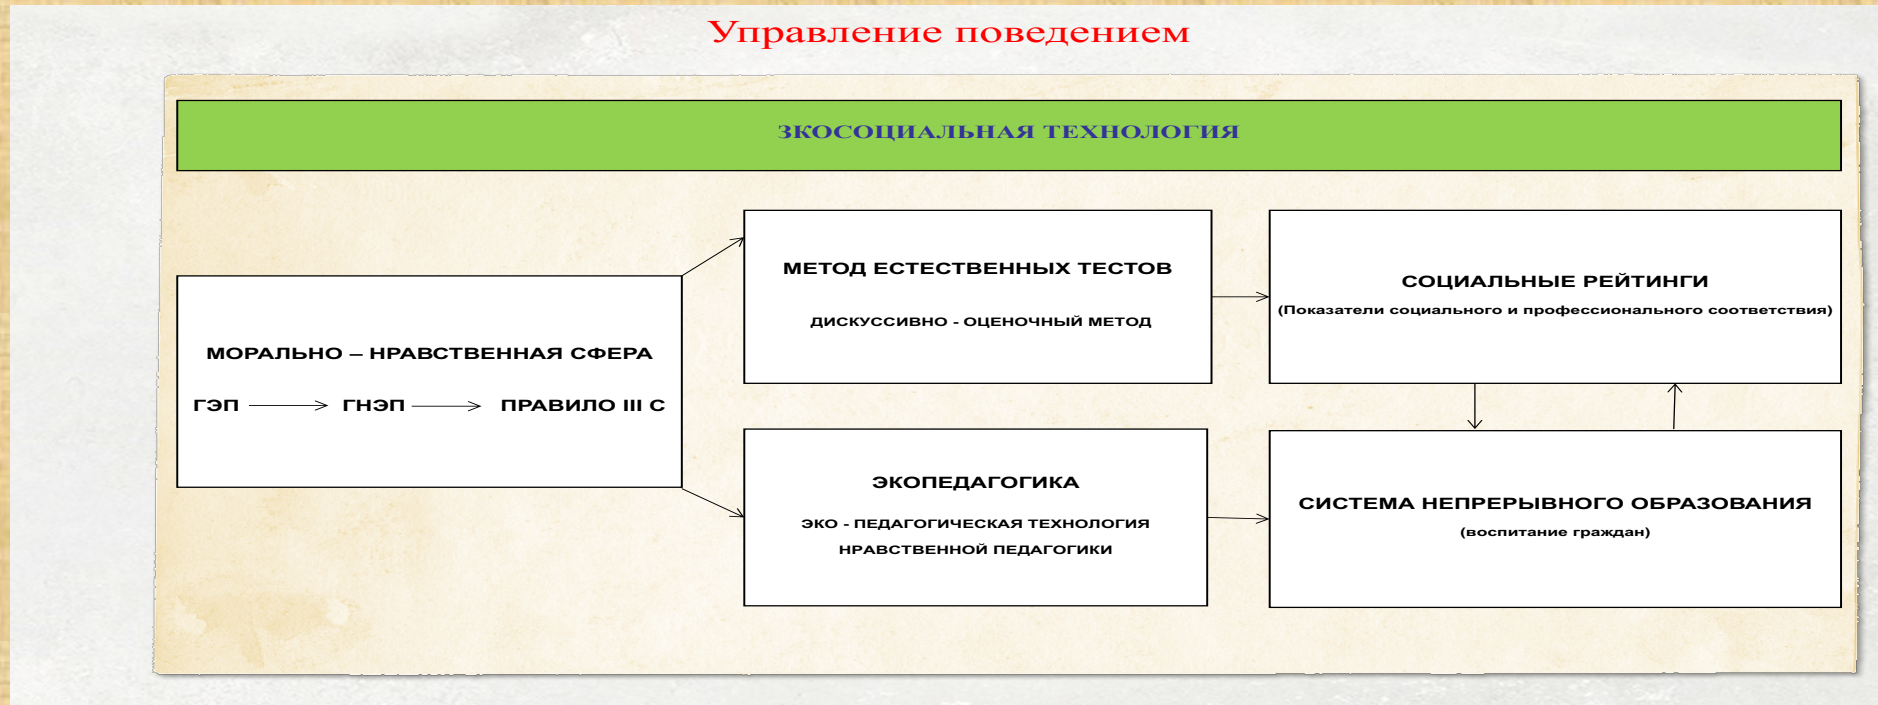 Управление поведением
ЗКОСОЦИАЛЬНАЯ ТЕХНОЛОГИЯ
МОРАЛЬНО – НРАВСТВЕННАЯ СФЕРА
ГЭП ГНЭП ПРАВИЛО III С
МЕТОД ЕСТЕСТВЕННЫХ ТЕСТОВ
ДИСКУССИВНО - ОЦЕНОЧНЫЙ МЕТОД
ЭКОПЕДАГОГИКА
ЭКО - ПЕДАГОГИЧЕСКАЯ ТЕХНОЛОГИЯ
НРАВСТВЕННОЙ ПЕДАГОГИКИ
СОЦИАЛЬНЫЕ РЕЙТИНГИ
(Показатели социального и профессионального соответствия)
СИСТЕМА НЕПРЕРЫВНОГО ОБРАЗОВАНИЯ
(воспитание граждан)